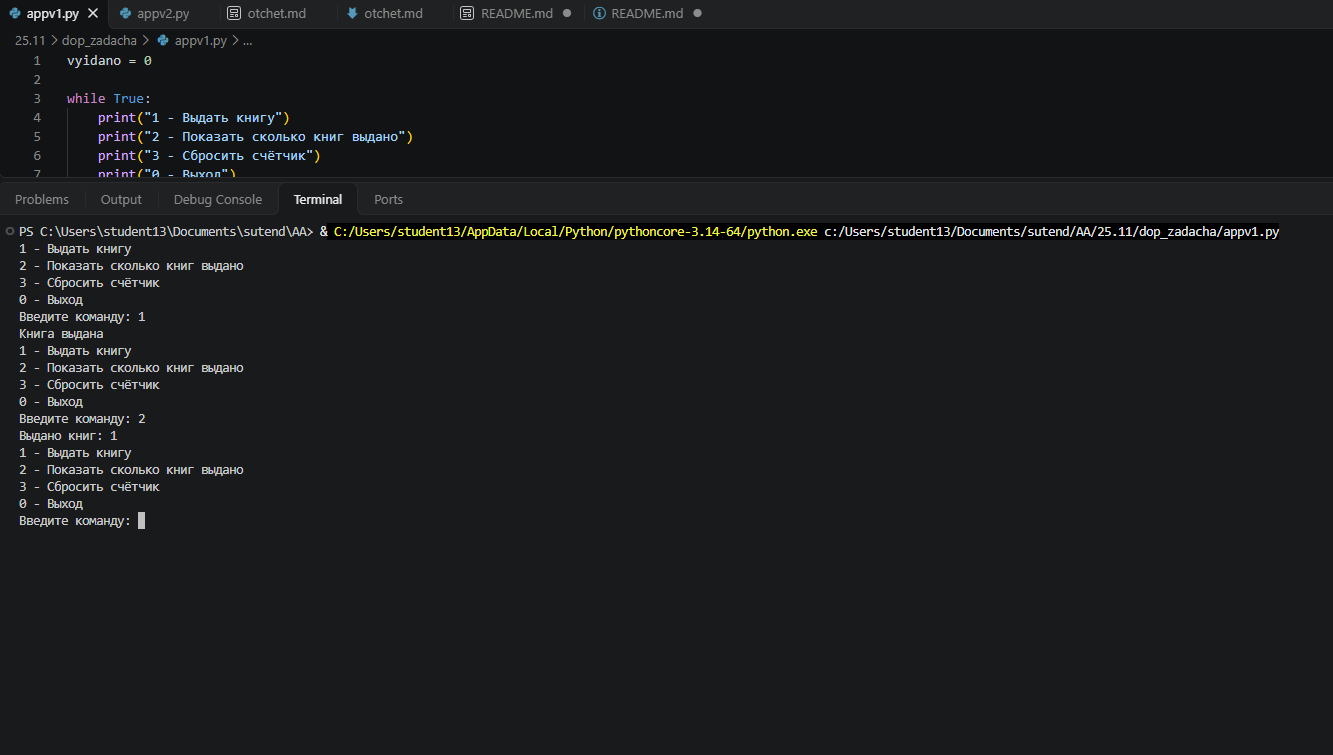 appv1.py appv2.py otchet.md otchet.md README.md README.md
25.11 > dop_zadacha > appv1.py > ...
1 vyidano = 0
2
3 while True:
4 print("1 - Выдать книгу")
5 print("2 - Показать сколько книг выдано")
6 print("3 - Сбросить счётчик")
7 print("0 - Выход")
Problems Output Debug Console Terminal Ports
PS C:\Users\student13\Documents\sutend\AA> & C:/Users/student13/AppData/Local/Python/pythoncore-3.14-64/python.exe c:/Users/student13/Documents/sutend/AA/25.11/dop_zadacha/appv1.py
1 - Выдать книгу
2 - Показать сколько книг выдано
3 - Сбросить счётчик
0 - Выход
Введите команду: 1
Книга выдана
1 - Выдать книгу
2 - Показать сколько книг выдано
3 - Сбросить счётчик
0 - Выход
Введите команду: 2
Выдано книг: 1
1 - Выдать книгу
2 - Показать сколько книг выдано
3 - Сбросить счётчик
0 - Выход
Введите команду: